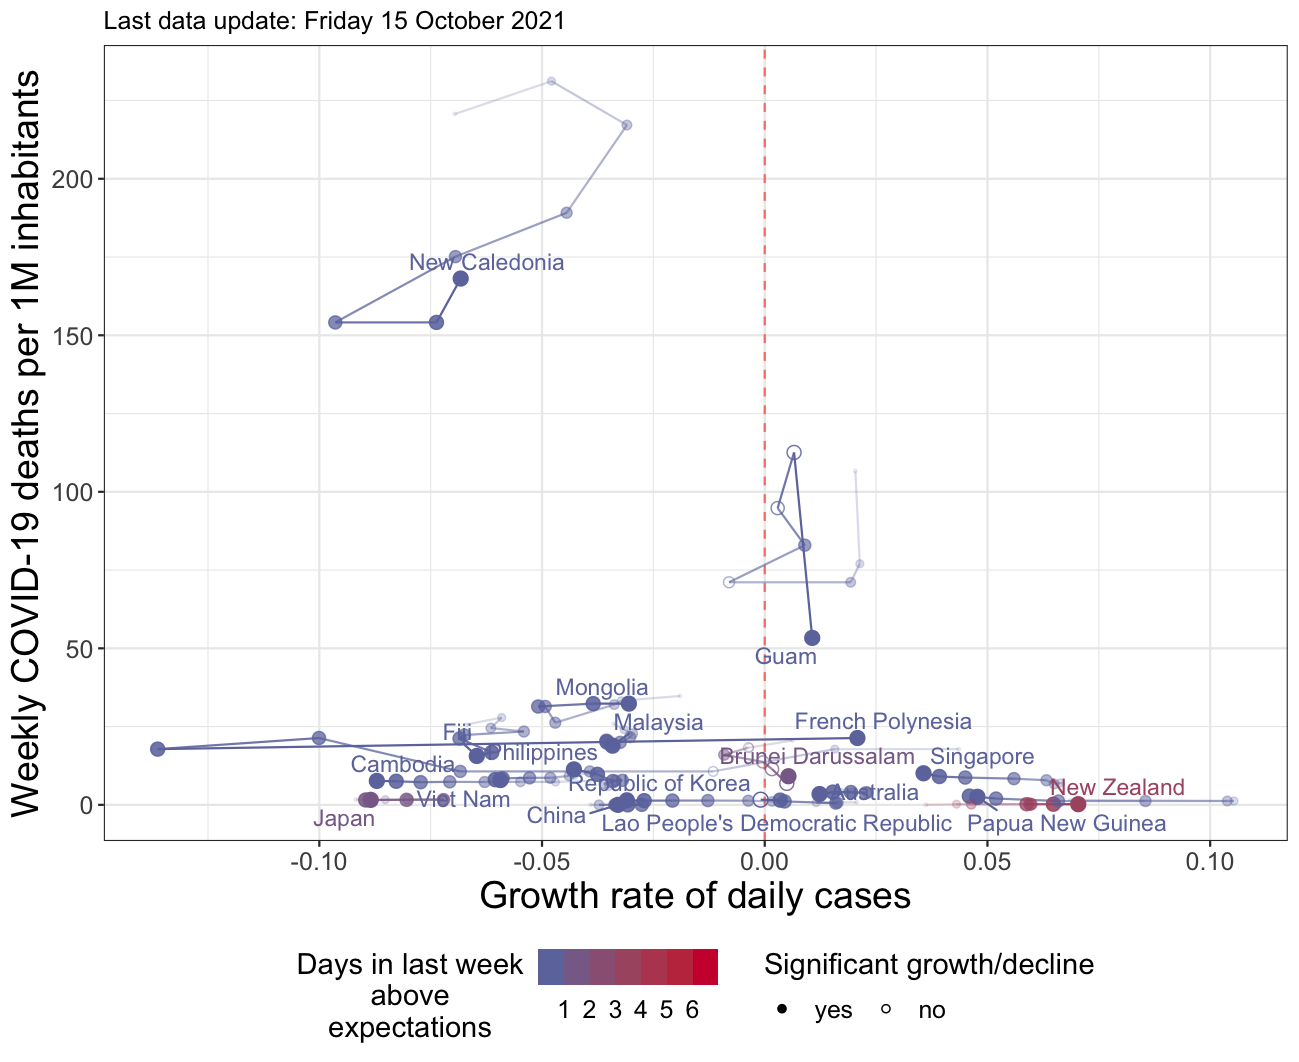 Last data update: Friday 15 October 2021
Weekly COVID-19 deaths per 1M inhabitants
200
150
100
50
0
New Caledonia
Guam
Mongolia
Malaysia
French Polynesia
Fiji
Philippines
Brunei Darussalam
Singapore
Cambodia
Republic of Korea
New Zealand
Viet Nam
Australia
Japan
China
Lao People's Democratic Republic
Papua New Guinea
-0.10
-0.05
0.00
0.05
0.10
Growth rate of daily cases
Days in last week
above
expectations
1 2 3 4 5 6
Significant growth/decline
yes
no